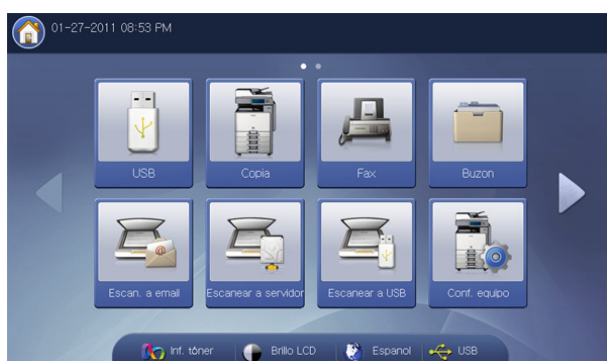 01-27-2011 08:53 PM
USB
Copia
Fax
Buzon
Escan. a email
Escanear a servidor
Escanear a USB
Conf. equipo
Inf. tóner
Brillo LCD
Espanol
USB